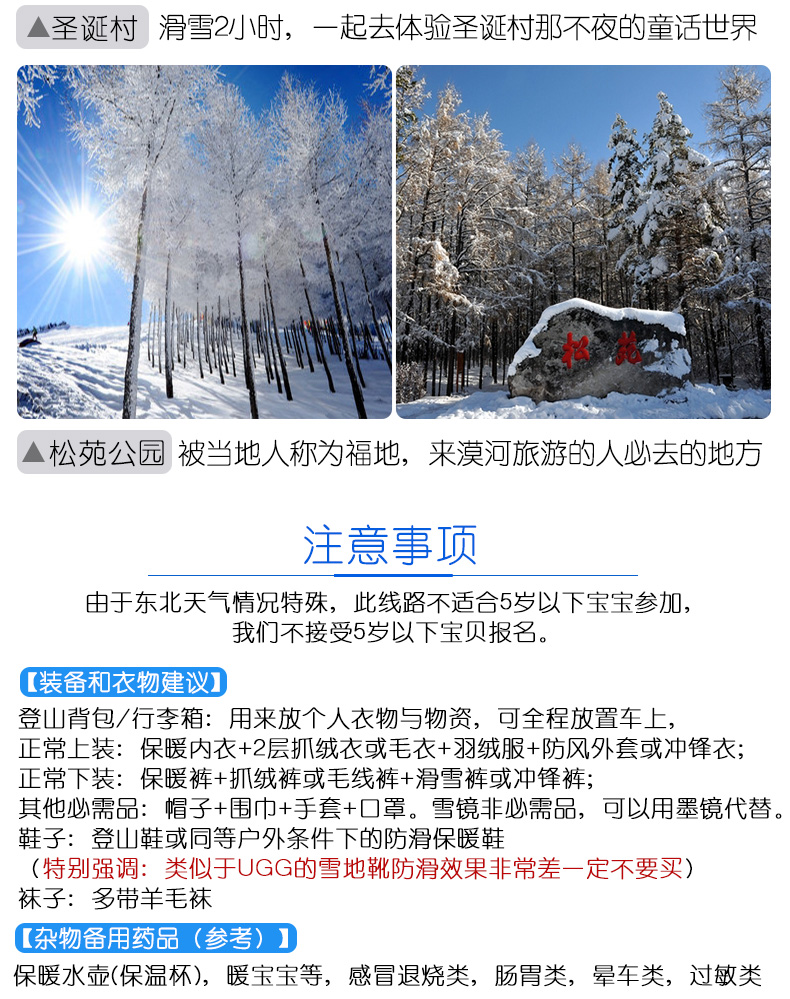 ▲圣诞村 滑雪2小时，一起去体验圣诞村那不夜的童话世界
松苑
▲松苑公园 被当地人称为福地，来漠河旅游的人必去的地方
注意事项
由于东北天气情况特殊，此线路不适合5岁以下宝宝参加，
我们不接受5岁以下宝贝报名。
【装备和衣物建议】
登山背包/行李箱：用来放个人衣物与物资，可全程放置车上，
正常上装：保暖内衣+2层抓绒衣或毛衣+羽绒服+防风外套或冲锋衣；
正常下装：保暖裤+抓绒裤或毛线裤+滑雪裤或冲锋裤；
其他必需品：帽子+围巾+手套+口罩。雪镜非必需品，可以用墨镜代替。
鞋子：登山鞋或同等户外条件下的防滑保暖鞋
（特别强调：类似于UGG的雪地靴防滑效果非常差一定不要买）
袜子：多带羊毛袜
【杂物备用药品（参考）】
保暖水壶(保温杯)，暖宝宝等，感冒退烧类，肠胃类，晕车类，过敏类